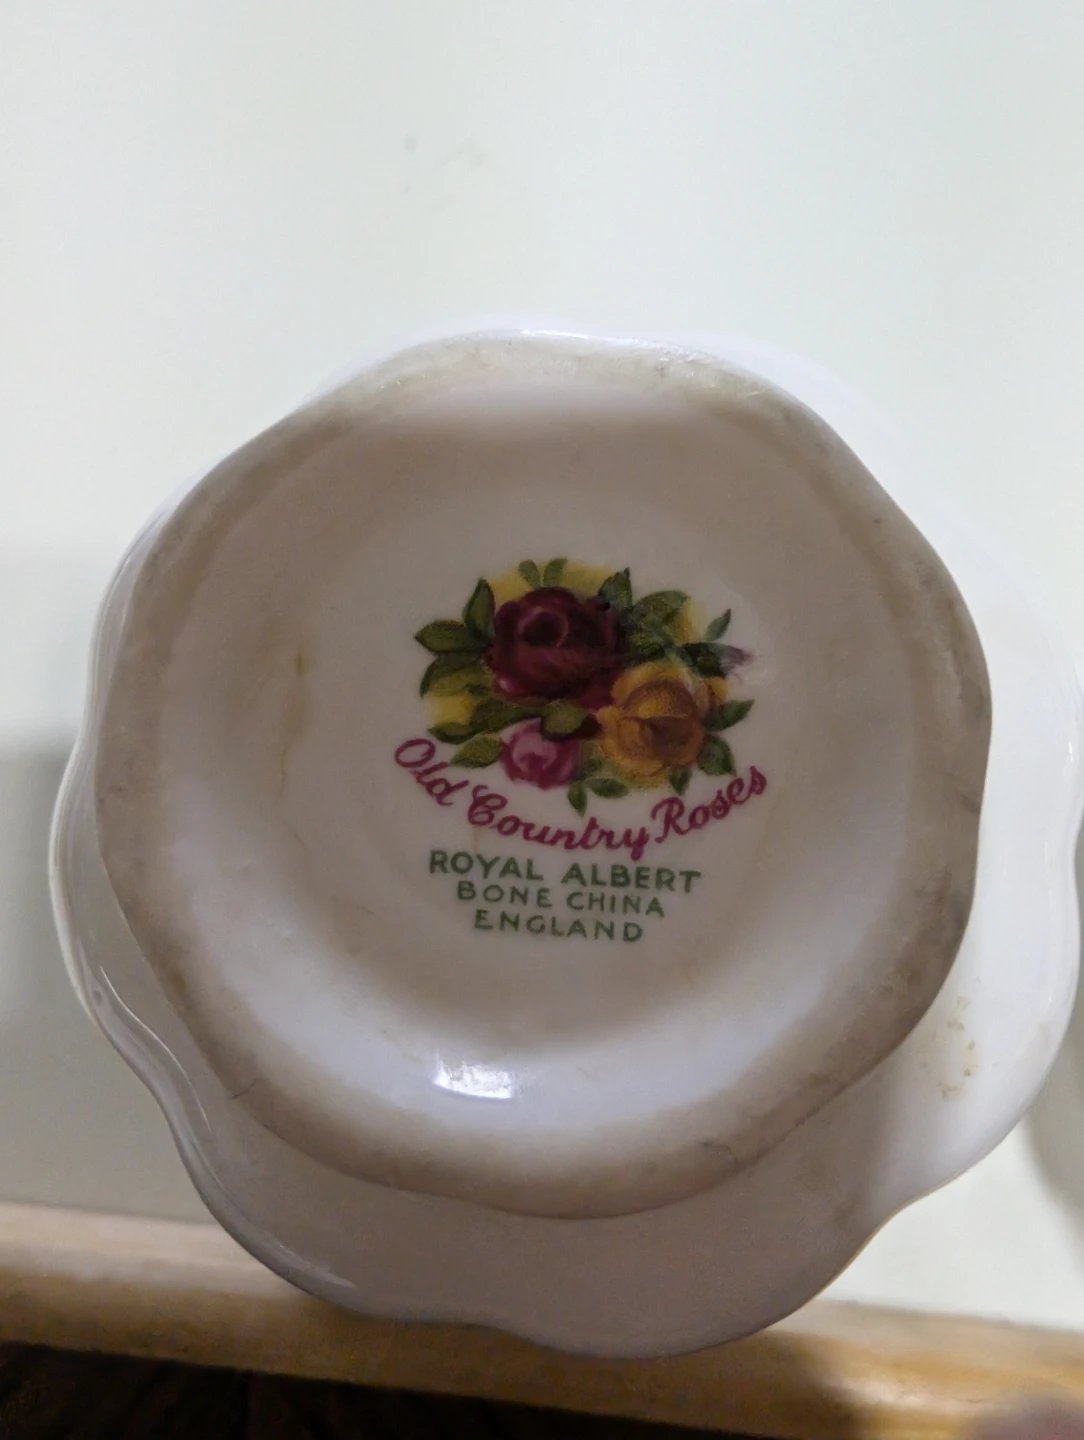 Old Country Roses
ROYAL ALBERT
BONE CHINA
ENGLAND